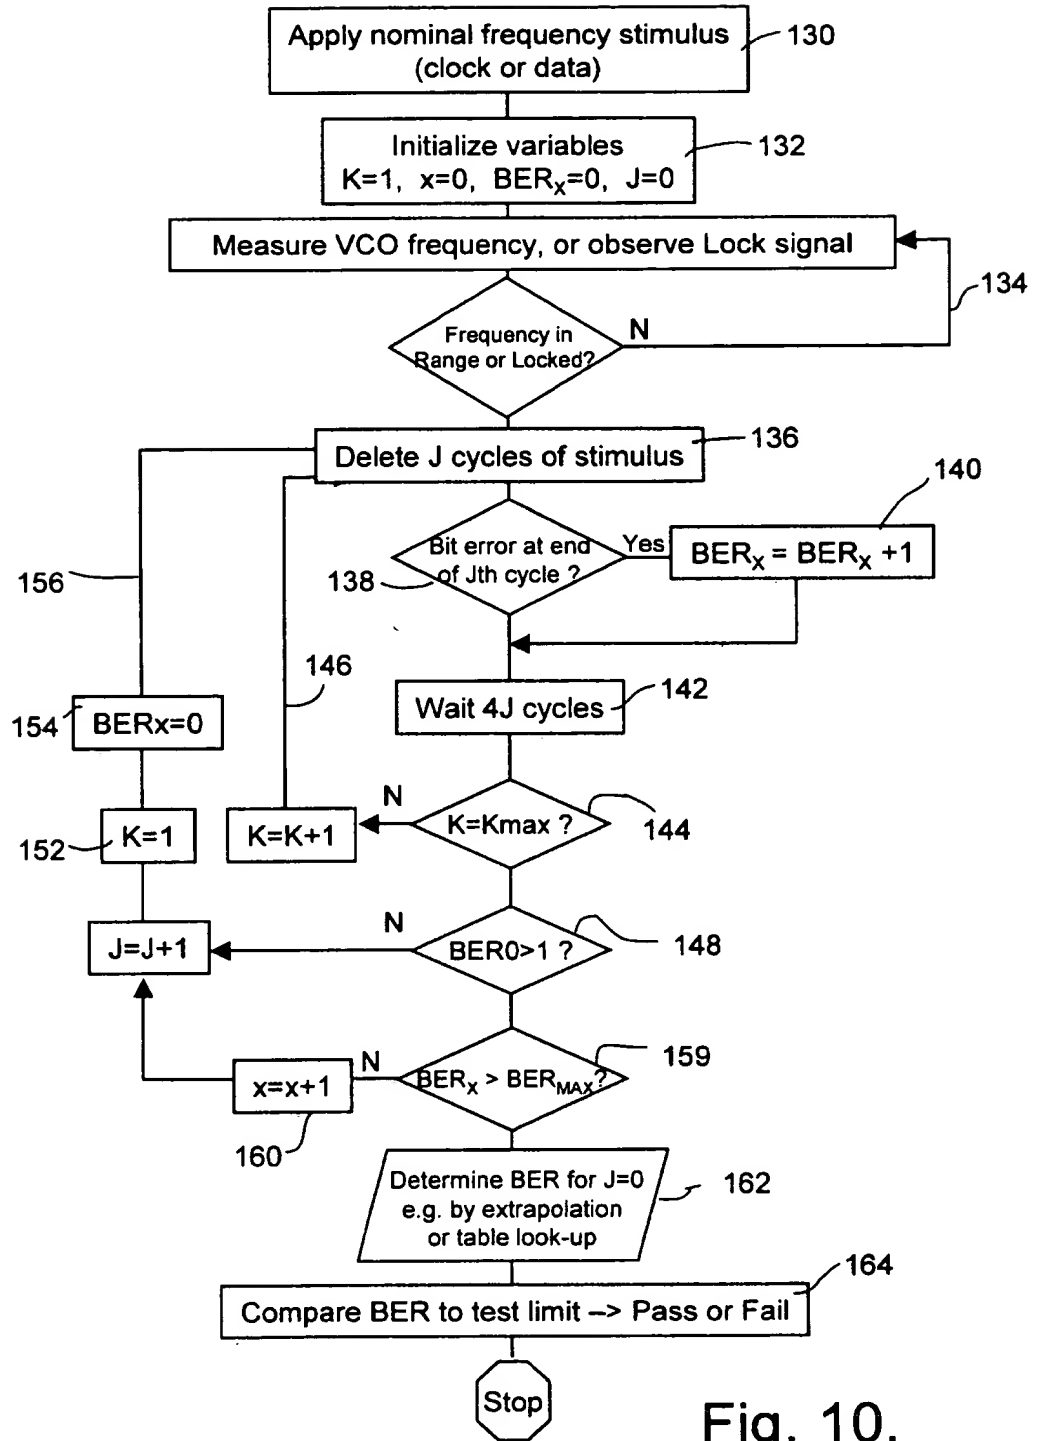 Apply nominal frequency stimulus
(clock or data)
130
Initialize variables
K=1, x=0, BERX=0, J=0
132
Measure VCO frequency, or observe Lock signal
134
Frequency in
Range or Locked?
N
Delete J cycles of stimulus
136
140
Bit error at end
of Jth cycle ?
Yes
BERX = BERX +1
138
156
146
Wait 4J cycles
142
154
BERx=0
N
K=Kmax ?
144
K=K+1
152
K=1
N
BER0>1 ?
148
J=J+1
N
BERX > BERMAX?
159
x=x+1
160
Determine BER for J=0
e.g. by extrapolation
or table look-up
162
164
Compare BER to test limit –> Pass or Fail
Stop
Fig. 10.